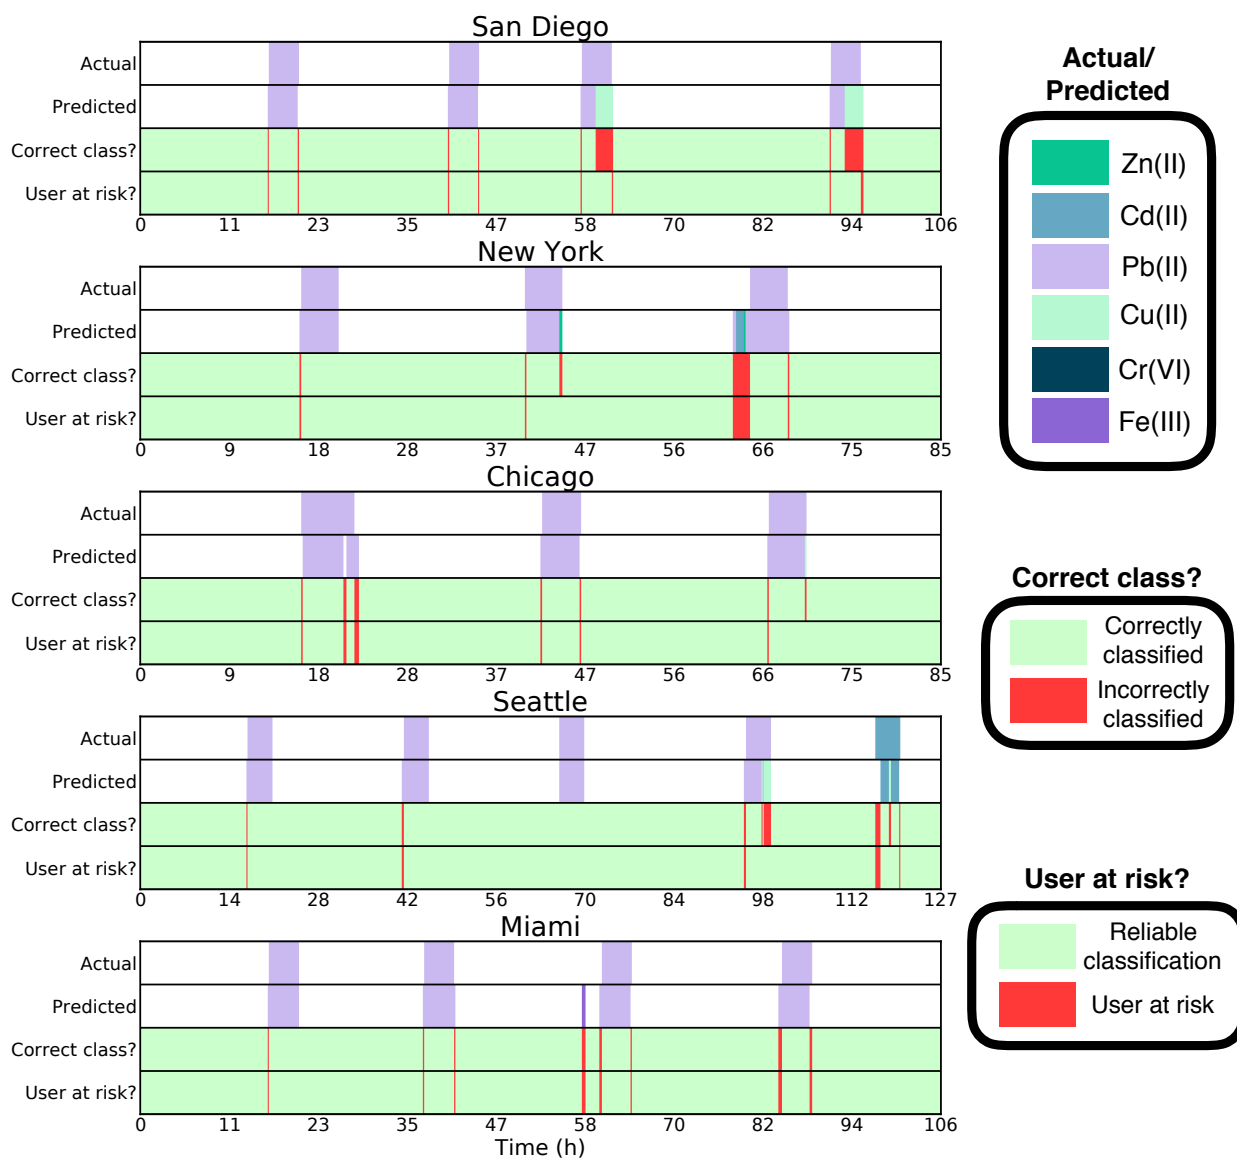 San Diego
Actual
Predicted
Correct class?
User at risk?
0 11 23 35 47 58 70 82 94 106
New York
Actual
Predicted
Correct class?
User at risk?
0 9 18 28 37 47 57 66 75 85
Chicago
Actual
Predicted
Correct class?
User at risk?
0 9 18 28 37 47 57 66 75 85
Seattle
Actual
Predicted
Correct class?
User at risk?
0 14 28 42 56 70 84 98 112 127
Miami
Actual
Predicted
Correct class?
User at risk?
0 11 23 35 47 58 70 82 94 106
Time (h)
Actual/
Predicted
Zn(II)
Cd(II)
Pb(II)
Cu(II)
Cr(VI)
Fe(III)
Correct class?
Correctly
classified
Incorrectly
classified
User at risk?
Reliable
classification
User at risk